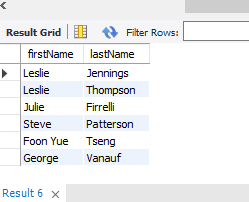 Result Grid Filter Rows:
firstName lastName
Leslie Jennings
Leslie Thompson
Julie Firrelli
Steve Patterson
Foon Yue Tseng
George Vanauf
Result 6